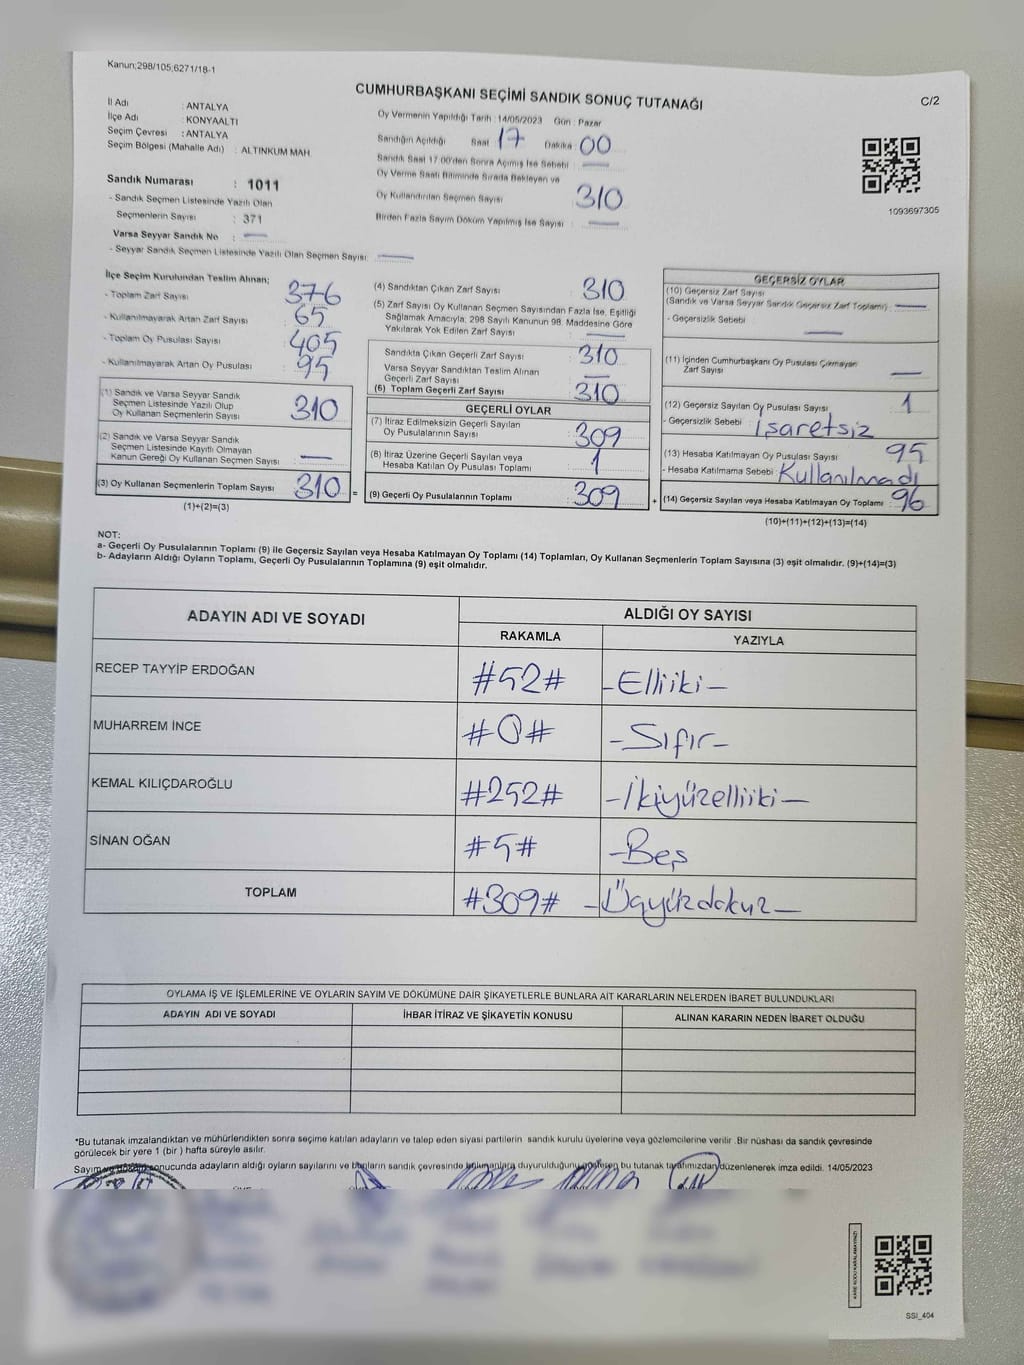 Kanun;298/105;6271/18-1
CUMHURBAŞKANI SEÇİMİ SANDIK SONUÇ TUTANAĞI
C/2
İl Adı : ANTALYA
İlçe Adı : KONYAALTI
Seçim Çevresi : ANTALYA
Seçim Bölgesi (Mahalle Adı) : ALTINKUM MAH.
Sandık Numarası : 1011
- Sandık Seçmen Listesinde Yazılı Olan
Seçmenlerin Sayısı : 371
Varsa Seyyar Sandık No : —
- Seyyar Sandık Seçmen Listesinde Yazılı Olan Seçmen Sayısı: —
Oy Vermenin Yapıldığı Tarih : 14/05/2023 Gün : Pazar
Sandığın Açıldığı Saat 17 Dakika : 00
Sandık Saat 17.00'den Sonra Açılmış İse Sebebi : —
Oy Verme Saati Bitiminde Sırada Bekleyen ve
Oy Kullandırılan Seçmen Sayısı : 310
Birden Fazla Sayım Döküm Yapılmış İse Sayısı : —
1093697305
İlçe Seçim Kurulundan Teslim Alınan;
- Toplam Zarf Sayısı : 376
- Kullanılmayarak Artan Zarf Sayısı : 65
- Toplam Oy Pusulası Sayısı : 405
- Kullanılmayarak Artan Oy Pusulası : 95
(1) Sandık ve Varsa Seyyar Sandık
Seçmen Listesinde Yazılı Olup
Oy Kullanan Seçmenlerin Sayısı : 310
(2) Sandık ve Varsa Seyyar Sandık
Seçmen Listesinde Kayıtlı Olmayan
Kanun Gereği Oy Kullanan Seçmen Sayısı : —
(3) Oy Kullanan Seçmenlerin Toplam Sayısı : 310 =
(1)+(2)=(3)
(4) Sandıktan Çıkan Zarf Sayısı : 310
(5) Zarf Sayısı Oy Kullanan Seçmen Sayısından Fazla İse, Eşitliği
Sağlamak Amacıyla, 298 Sayılı Kanunun 98. Maddesine Göre
Yakılarak Yok Edilen Zarf Sayısı : —
Sandıkta Çıkan Geçerli Zarf Sayısı : 310
Varsa Seyyar Sandıktan Teslim Alınan
Geçerli Zarf Sayısı : —
(6) Toplam Geçerli Zarf Sayısı : 310
GEÇERLİ OYLAR
(7) İtiraz Edilmeksizin Geçerli Sayılan
Oy Pusulalarının Sayısı : 309
(8) İtiraz Üzerine Geçerli Sayılan veya
Hesaba Katılan Oy Pusulası Toplamı : 1
(9) Geçerli Oy Pusulalarının Toplamı : 309 +
GEÇERSİZ OYLAR
(10) Geçersiz Zarf Sayısı
(Sandık ve Varsa Seyyar Sandık Geçersiz Zarf Toplamı) : —
- Geçersizlik Sebebi : —
(11) İçinden Cumhurbaşkanı Oy Pusulası Çıkmayan
Zarf Sayısı : —
(12) Geçersiz Sayılan Oy Pusulası Sayısı : 1
- Geçersizlik Sebebi : İşaretsiz
(13) Hesaba Katılmayan Oy Pusulası Sayısı : 95
- Hesaba Katılmama Sebebi : Kullanılmadı
(14) Geçersiz Sayılan veya Hesaba Katılmayan Oy Toplamı : 96
(10)+(11)+(12)+(13)=(14)
NOT:
a- Geçerli Oy Pusulalarının Toplamı (9) ile Geçersiz Sayılan veya Hesaba Katılmayan Oy Toplamı (14) Toplamları, Oy Kullanan Seçmenlerin Toplam Sayısına (3) eşit olmalıdır. (9)+(14)=(3)
b- Adayların Aldığı Oyların Toplamı, Geçerli Oy Pusulalarının Toplamına (9) eşit olmalıdır.
ADAYIN ADI VE SOYADI
ALDIĞI OY SAYISI
RAKAMLA YAZIYLA
RECEP TAYYİP ERDOĞAN #52# -Elliiki-
MUHARREM İNCE #0# -Sıfır-
KEMAL KILIÇDAROĞLU #252# -İkiyüzelliiki-
SİNAN OĞAN #5# -Beş
TOPLAM #309# -Üçyüzdokuz-
OYLAMA İŞ VE İŞLEMLERİNE VE OYLARIN SAYIM VE DÖKÜMÜNE DAİR ŞİKAYETLERLE BUNLARA AİT KARARLARIN NELERDEN İBARET BULUNDUKLARI
ADAYIN ADI VE SOYADI İHBAR İTİRAZ VE ŞİKAYETİN KONUSU ALINAN KARARIN NEDEN İBARET OLDUĞU
*Bu tutanak imzalandıktan ve mühürlendikten sonra seçime katılan adayların ve talep eden siyasi partilerin sandık kurulu üyelerine veya gözlemcilerine verilir. Bir nüshası da sandık çevresinde
görülecek bir yere 1 (bir ) hafta süreyle asılır.
Sayım ve döküm sonucunda adayların aldığı oyların sayılarını ve bunların sandık çevresinde bulunanlara duyurulduğunu gösteren bu tutanak tarafımızdan düzenlenerek imza edildi. 14/05/2023
SSI_404